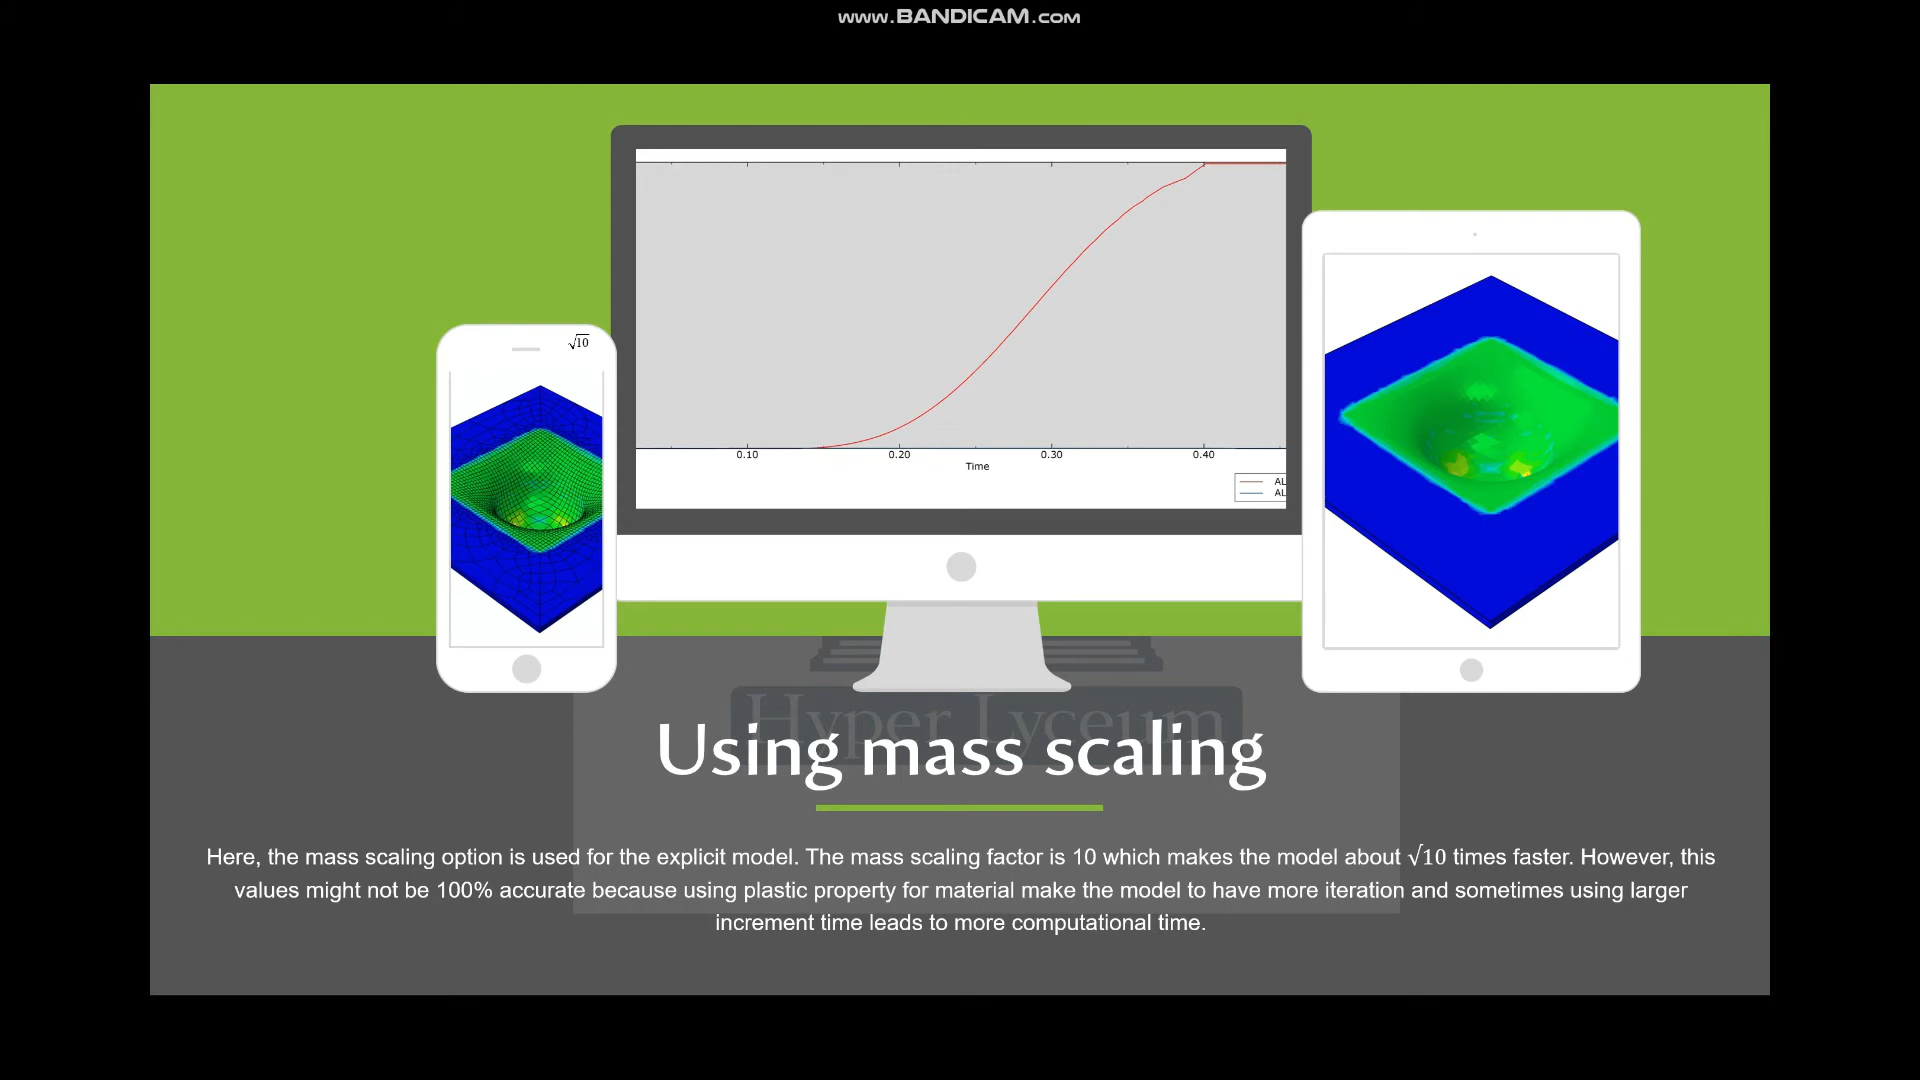 www.BANDICAM.com
√10
0.10 0.20 0.30 0.40
Time
AL
AL
Hyper Lyceum
Using mass scaling
Here, the mass scaling option is used for the explicit model. The mass scaling factor is 10 which makes the model about √10 times faster. However, this
values might not be 100% accurate because using plastic property for material make the model to have more iteration and sometimes using larger
increment time leads to more computational time.